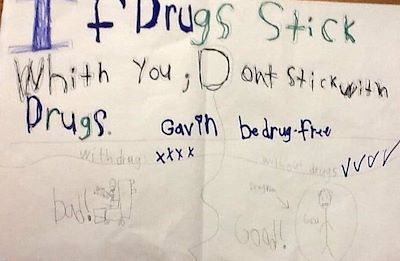 If Drugs Stick
Whith You, Dont Stick with
Drugs. Gavin be drug-free
with drugs xxxx without drugs ✓✓✓✓
Bad! Good!